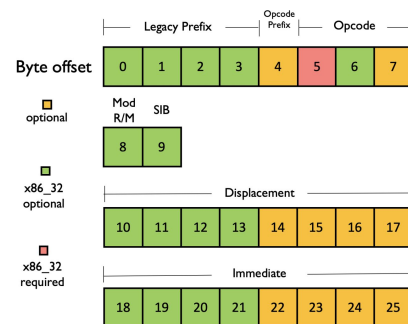 Legacy Prefix
Opcode
Prefix
Opcode
Byte offset
0 1 2 3 4 5 6 7
optional
Mod
R/M
SIB
8 9
x86_32
optional
Displacement
10 11 12 13 14 15 16 17
x86_32
required
Immediate
18 19 20 21 22 23 24 25